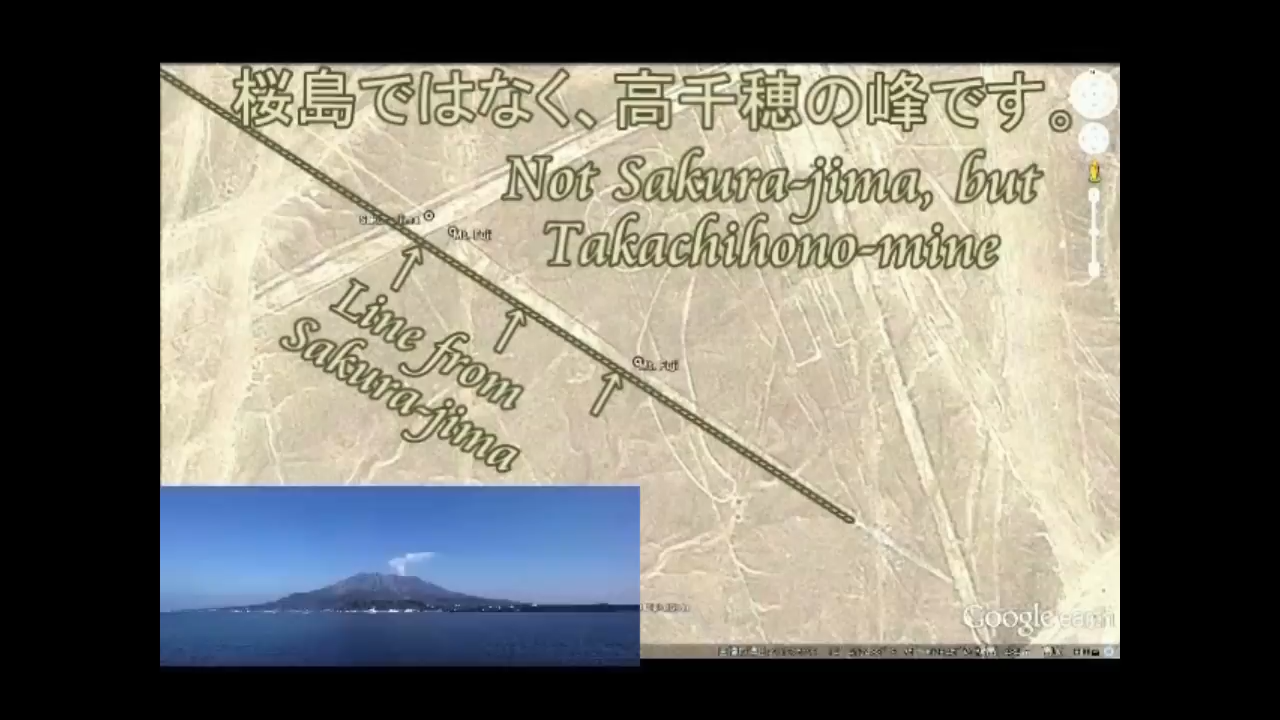 桜島ではなく、高千穂の峰です。
Not Sakura-jima, but
Takachihono-mine
Mt. Fuji
Line from
Sakura-jima
Mt. Fuji
Google earth